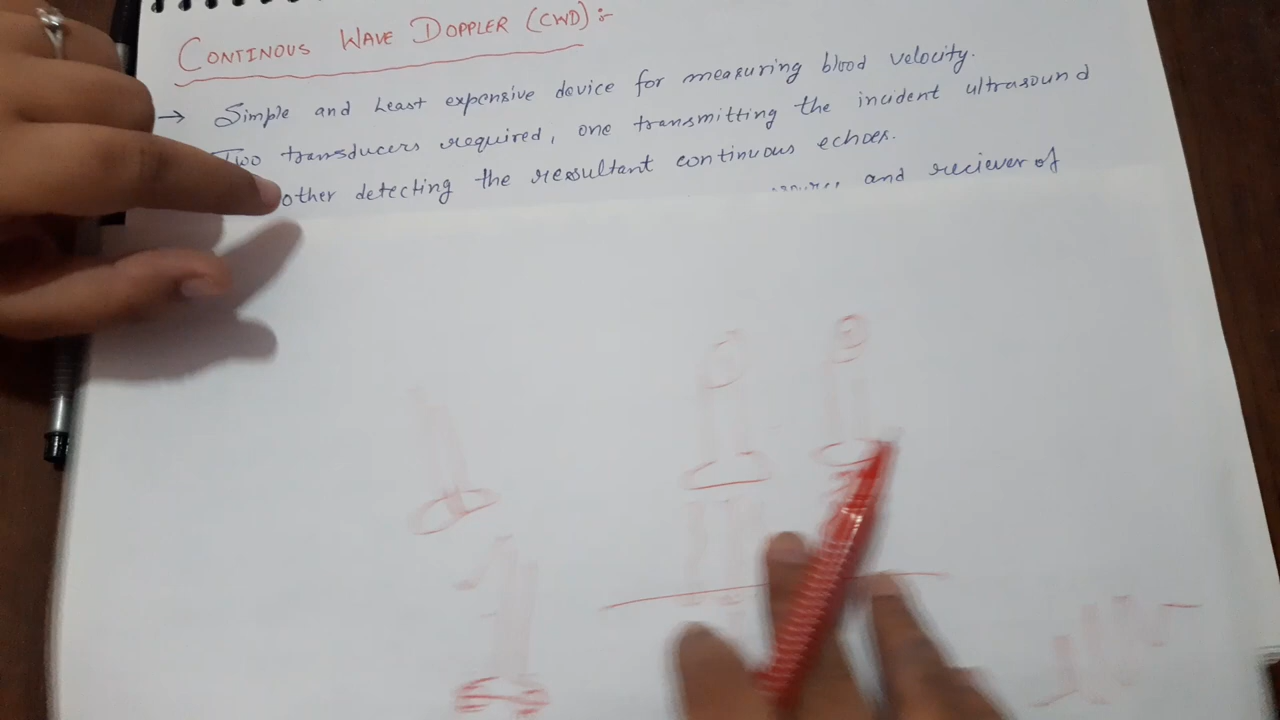 CONTINOUS WAVE DOPPLER (CWD):-
→ Simple and Least expensive device for measuring blood velocity.
Two transducers required, one transmitting the incident ultrasound
other detecting the resultant continuous echoes.
and reciever of